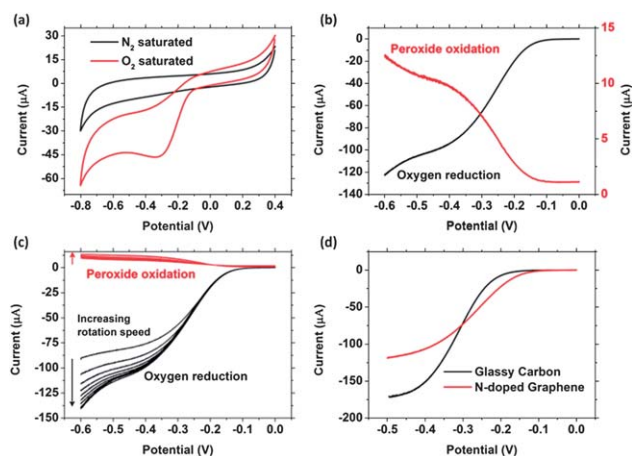 (a)
N2 saturated
O2 saturated
Current (μA)
30
15
0
-15
-30
-45
-60
-0.8 -0.6 -0.4 -0.2 0.0 0.2 0.4
Potential (V)
(b)
Peroxide oxidation
Oxygen reduction
Current (μA)
0
-20
-40
-60
-80
-100
-120
-140
15
10
5
0
Current (μA)
-0.6 -0.5 -0.4 -0.3 -0.2 -0.1 0.0
Potential (V)
(c)
Peroxide oxidation
Increasing
rotation speed
Oxygen reduction
Current (μA)
0
-25
-50
-75
-100
-125
-150
-0.6 -0.5 -0.4 -0.3 -0.2 -0.1 0.0
Potential (V)
(d)
Glassy Carbon
N-doped Graphene
Current (μA)
50
0
-50
-100
-150
-200
-0.5 -0.4 -0.3 -0.2 -0.1 0.0
Potential (V)